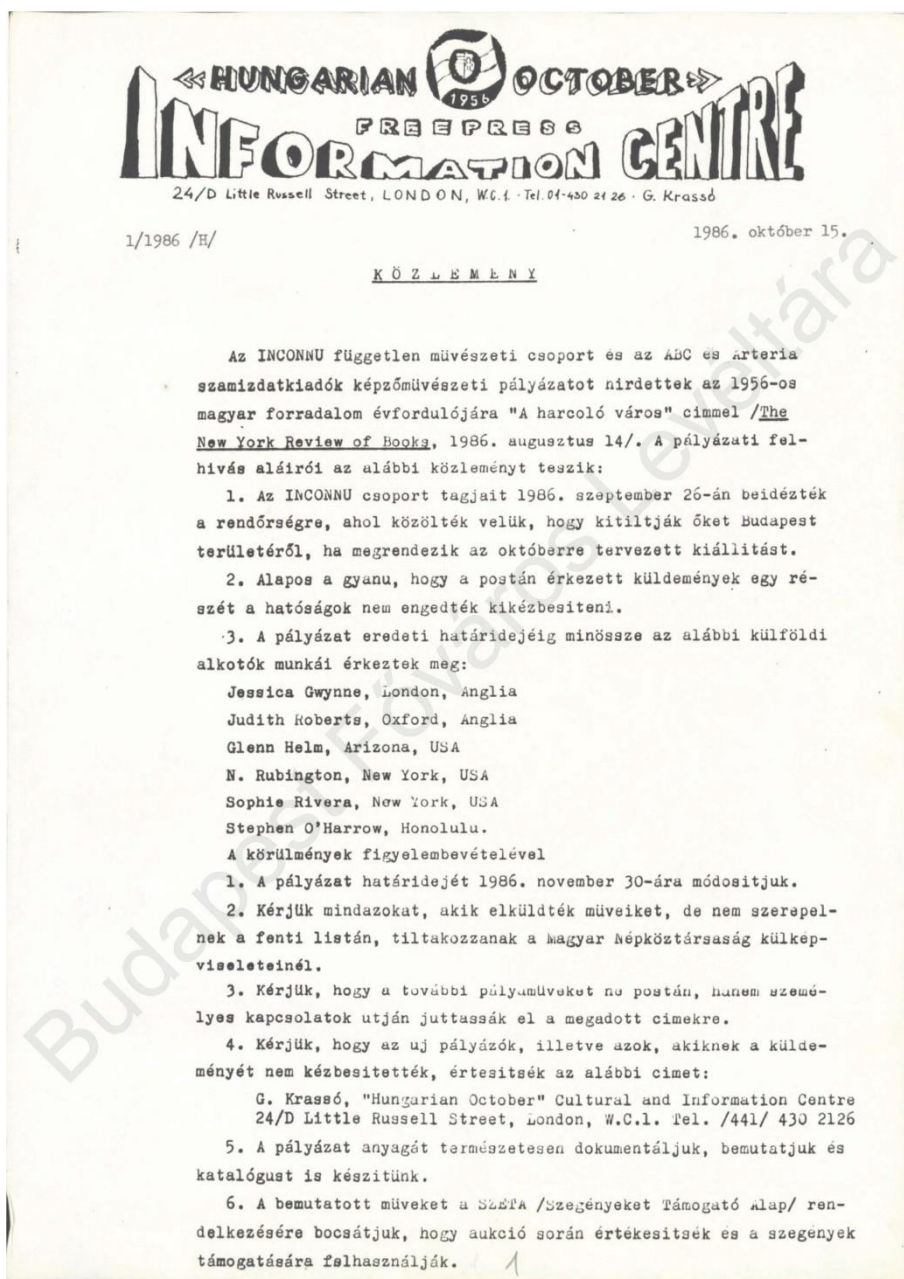 «HUNGARIAN OCTOBER»
1956
FREE PRESS
INFORMATION CENTRE
24/D Little Russell Street, LONDON, W.C.1. · Tel. 01-430 21 26 · G. Krassó
1/1986 /H/
1986. október 15.
KÖZLEMÉNY
Az INCONNU független müvészeti csoport és az ABC és Árteria
szamizdatkiadók képzőmüvészeti pályázatot hirdettek az 1956-os
magyar forradalom évfordulójára "A harcoló város" cimmel /The
New York Review of Books, 1986. augusztus 14/. A pályázati fel-
hivás aláirói az alábbi közleményt teszik:
1. Az INCONNU csoport tagjait 1986. szeptember 26-án beidézték
a rendőrségre, ahol közölték velük, hogy kitiltják őket Budapest
területéről, ha megrendezik az októberre tervezett kiállitást.
2. Alapos a gyanu, hogy a postán érkezett küldemények egy ré-
szét a hatóságok nem engedték kikézbesiteni.
3. A pályázat eredeti határidejéig minössze az alábbi külföldi
alkotók munkái érkeztek meg:
Jessica Gwynne, London, Anglia
Judith Roberts, Oxford, Anglia
Glenn Helm, Arizona, USA
N. Rubington, New York, USA
Sophie Rivera, New York, USA
Stephen O'Harrow, Honolulu.
A körülmények figyelembevételével
1. A pályázat határidejét 1986. november 30-ára módositjuk.
2. Kérjük mindazokat, akik elküldték müveiket, de nem szerepel-
nek a fenti listán, tiltakozzanak a Magyar Népköztársaság külkép-
viseleteinél.
3. Kérjük, hogy a további pályamüveket ne postán, hanem szemé-
lyes kapcsolatok utján juttassák el a megadott cimekre.
4. Kérjük, hogy az uj pályázók, illetve azok, akiknek a külde-
ményét nem kézbesitették, értesitsék az alábbi cimet:
G. Krassó, "Hungarian October" Cultural and Information Centre
24/D Little Russell Street, London, W.C.1. Tel. /441/ 430 2126
5. A pályázat anyagát természetesen dokumentáljuk, bemutatjuk és
katalógust is készitünk.
6. A bemutatott müveket a SZETA /Szegényeket Támogató Alap/ ren-
delkezésére bocsátjuk, hogy aukció során értékesitsék és a szegények
támogatására felhasználják.
1
Budapest Főváros Levéltára